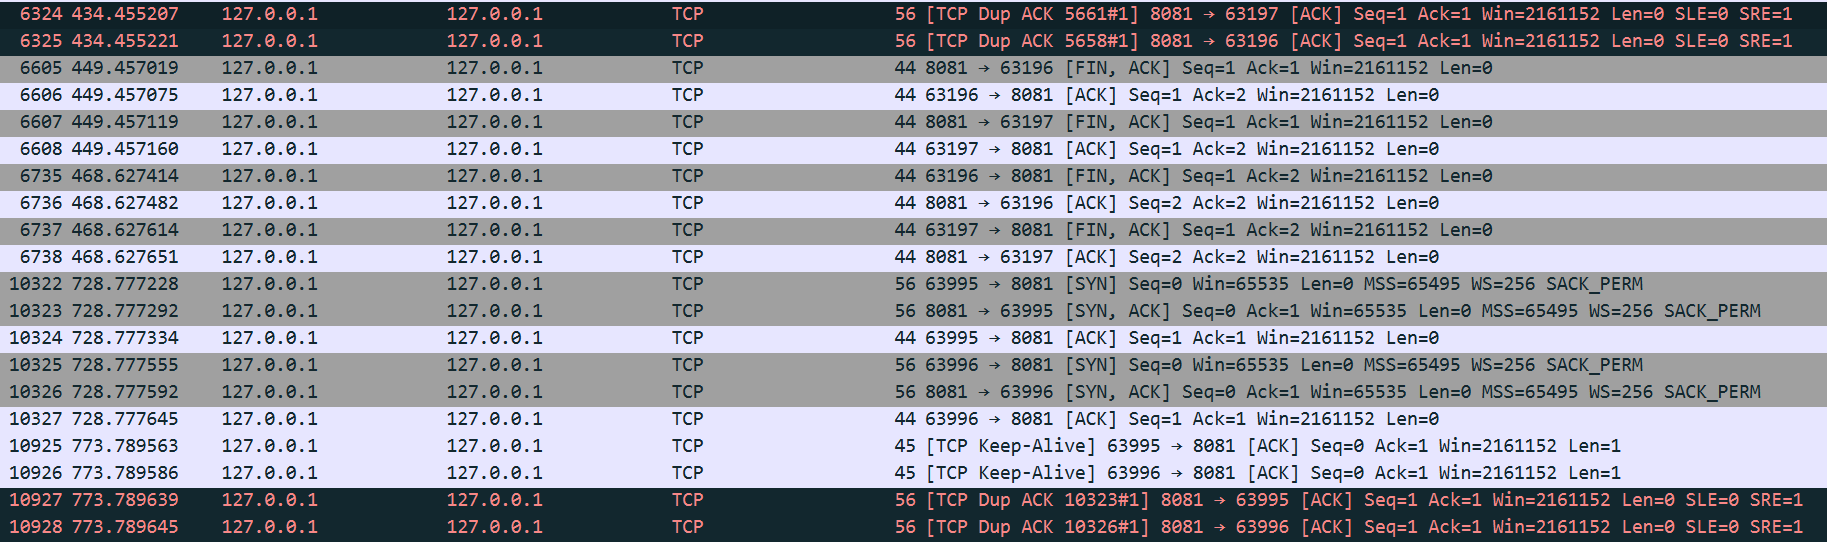 6324 434.455207 127.0.0.1 127.0.0.1 TCP 56 [TCP Dup ACK 5661#1] 8081 → 63197 [ACK] Seq=1 Ack=1 Win=2161152 Len=0 SLE=0 SRE=1
6325 434.455221 127.0.0.1 127.0.0.1 TCP 56 [TCP Dup ACK 5658#1] 8081 → 63196 [ACK] Seq=1 Ack=1 Win=2161152 Len=0 SLE=0 SRE=1
6605 449.457019 127.0.0.1 127.0.0.1 TCP 44 8081 → 63196 [FIN, ACK] Seq=1 Ack=1 Win=2161152 Len=0
6606 449.457075 127.0.0.1 127.0.0.1 TCP 44 63196 → 8081 [ACK] Seq=1 Ack=2 Win=2161152 Len=0
6607 449.457119 127.0.0.1 127.0.0.1 TCP 44 8081 → 63197 [FIN, ACK] Seq=1 Ack=1 Win=2161152 Len=0
6608 449.457160 127.0.0.1 127.0.0.1 TCP 44 63197 → 8081 [ACK] Seq=1 Ack=2 Win=2161152 Len=0
6735 468.627414 127.0.0.1 127.0.0.1 TCP 44 63196 → 8081 [FIN, ACK] Seq=1 Ack=2 Win=2161152 Len=0
6736 468.627482 127.0.0.1 127.0.0.1 TCP 44 8081 → 63196 [ACK] Seq=2 Ack=2 Win=2161152 Len=0
6737 468.627614 127.0.0.1 127.0.0.1 TCP 44 63197 → 8081 [FIN, ACK] Seq=1 Ack=2 Win=2161152 Len=0
6738 468.627651 127.0.0.1 127.0.0.1 TCP 44 8081 → 63197 [ACK] Seq=2 Ack=2 Win=2161152 Len=0
10322 728.777228 127.0.0.1 127.0.0.1 TCP 56 63995 → 8081 [SYN] Seq=0 Win=65535 Len=0 MSS=65495 WS=256 SACK_PERM
10323 728.777292 127.0.0.1 127.0.0.1 TCP 56 8081 → 63995 [SYN, ACK] Seq=0 Ack=1 Win=65535 Len=0 MSS=65495 WS=256 SACK_PERM
10324 728.777334 127.0.0.1 127.0.0.1 TCP 44 63995 → 8081 [ACK] Seq=1 Ack=1 Win=2161152 Len=0
10325 728.777555 127.0.0.1 127.0.0.1 TCP 56 63996 → 8081 [SYN] Seq=0 Win=65535 Len=0 MSS=65495 WS=256 SACK_PERM
10326 728.777592 127.0.0.1 127.0.0.1 TCP 56 8081 → 63996 [SYN, ACK] Seq=0 Ack=1 Win=65535 Len=0 MSS=65495 WS=256 SACK_PERM
10327 728.777645 127.0.0.1 127.0.0.1 TCP 44 63996 → 8081 [ACK] Seq=1 Ack=1 Win=2161152 Len=0
10925 773.789563 127.0.0.1 127.0.0.1 TCP 45 [TCP Keep-Alive] 63995 → 8081 [ACK] Seq=0 Ack=1 Win=2161152 Len=1
10926 773.789586 127.0.0.1 127.0.0.1 TCP 45 [TCP Keep-Alive] 63996 → 8081 [ACK] Seq=0 Ack=1 Win=2161152 Len=1
10927 773.789639 127.0.0.1 127.0.0.1 TCP 56 [TCP Dup ACK 10323#1] 8081 → 63995 [ACK] Seq=1 Ack=1 Win=2161152 Len=0 SLE=0 SRE=1
10928 773.789645 127.0.0.1 127.0.0.1 TCP 56 [TCP Dup ACK 10326#1] 8081 → 63996 [ACK] Seq=1 Ack=1 Win=2161152 Len=0 SLE=0 SRE=1